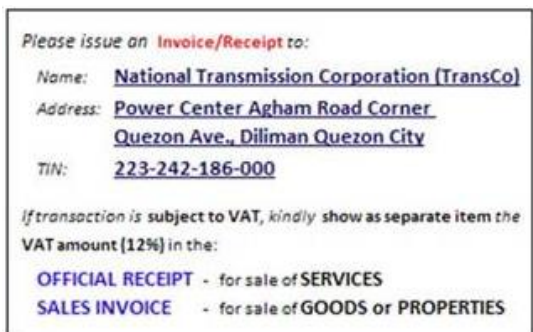 Please issue an Invoice/Receipt to:
Name: National Transmission Corporation (TransCo)
Address: Power Center Agham Road Corner
Quezon Ave., Diliman Quezon City
TIN: 223-242-186-000
If transaction is subject to VAT, kindly show as separate item the
VAT amount (12%) in the:
OFFICIAL RECEIPT - for sale of SERVICES
SALES INVOICE - for sale of GOODS or PROPERTIES